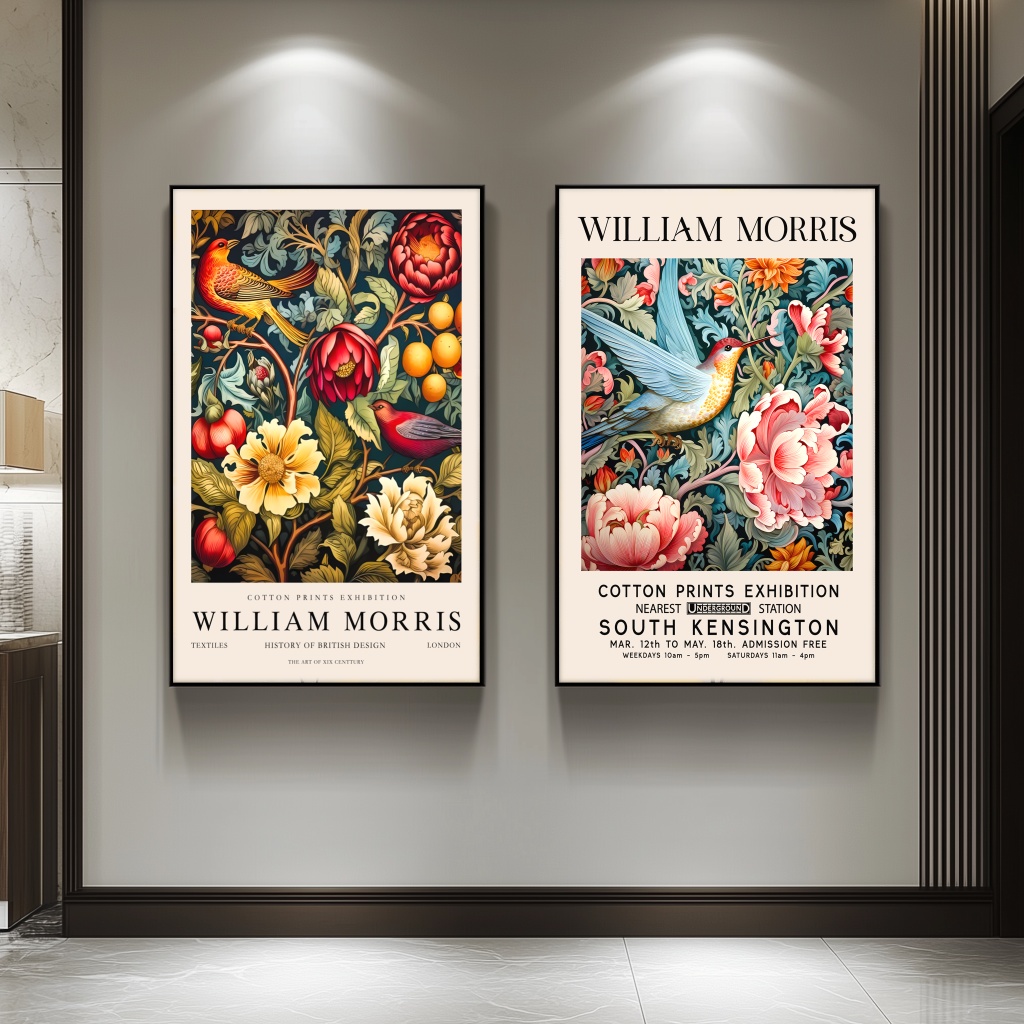 COTTON PRINTS EXHIBITION
WILLIAM MORRIS
TEXTILES HISTORY OF BRITISH DESIGN LONDON
THE ART OF XIX CENTTURY
WILLIAM MORRIS
COTTON PRINTS EXHIBITION
NEAREST UNDERGROUND STATION
SOUTH KENSINGTON
MAR. 12th TO MAY. 18th. ADMISSION FREE
WEEKDAYS 10am - 5pm SATURDAYS 11am - 4pm